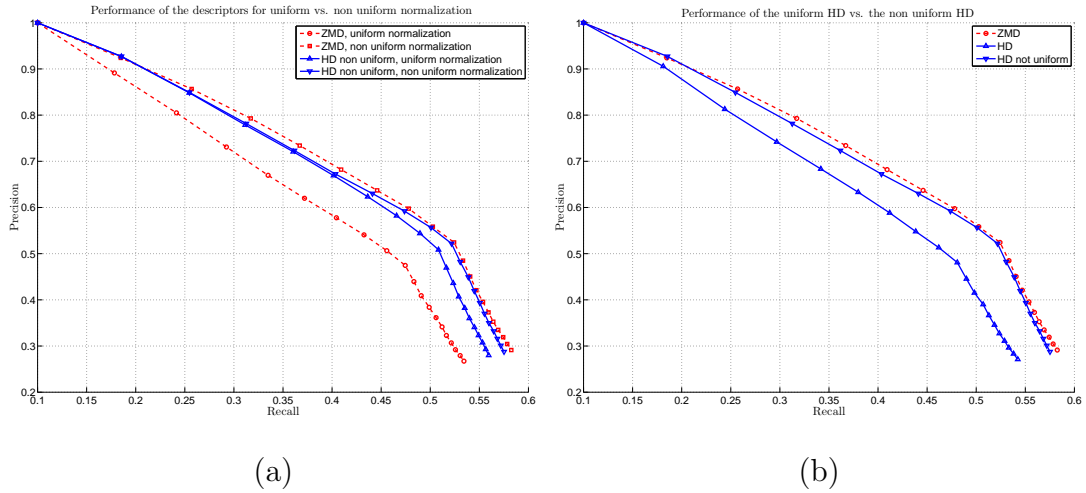 Performance of the descriptors for uniform vs. non uniform normalization
1
0.9
0.8
0.7
0.6
0.5
0.4
0.3
0.2
Precision
0.1
0.15
0.2
0.25
0.3
0.35
0.4
0.45
0.5
0.55
0.6
Recall
ZMD, uniform normalization
ZMD, non uniform normalization
HD non uniform, uniform normalization
HD non uniform, non uniform normalization
(a)
Performance of the uniform HD vs. the non uniform HD
1
0.9
0.8
0.7
0.6
0.5
0.4
0.3
0.2
Precision
0.1
0.15
0.2
0.25
0.3
0.35
0.4
0.45
0.5
0.55
0.6
Recall
ZMD
HD
HD not uniform
(b)